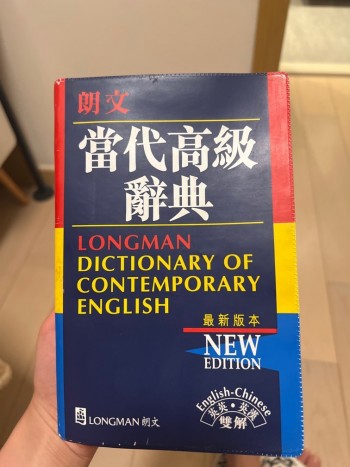 朗文
當代高級
辭典
LONGMAN
DICTIONARY OF
CONTEMPORARY
ENGLISH
最新版本
NEW
EDITION
English-Chinese
英英•英漢
雙解
LONGMAN 朗文